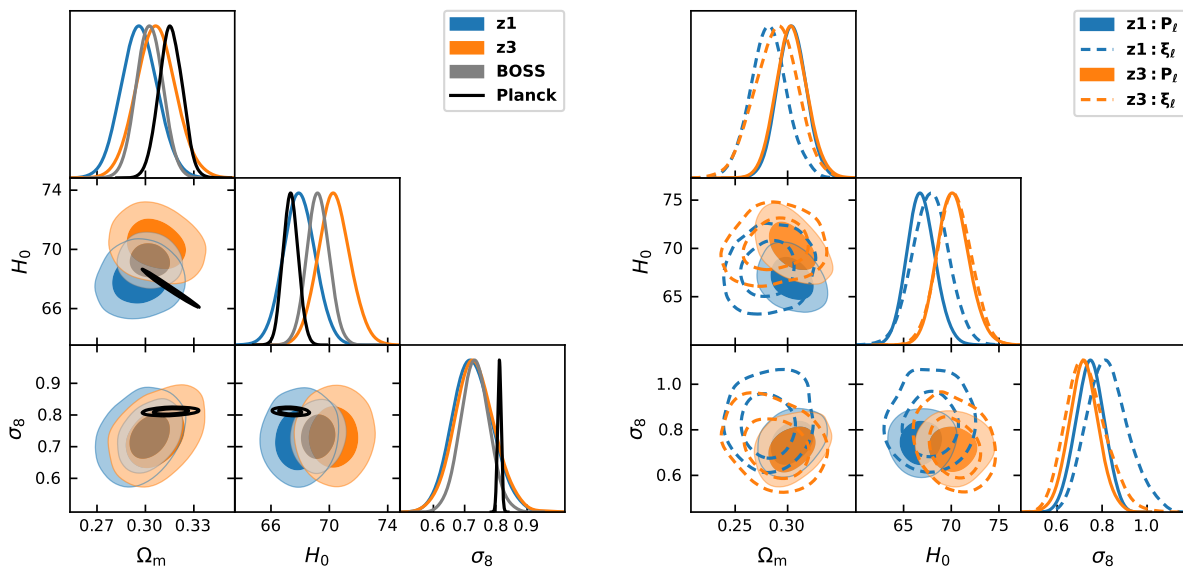 z1
z3
BOSS
Planck
74
70
66
H₀
0.9
0.8
0.7
0.6
σ₈
0.27 0.30 0.33
Ωₘ
66 70 74
H₀
0.6 0.7 0.8 0.9
σ₈
z1 : Pℓ
z1 : ξℓ
z3 : Pℓ
z3 : ξℓ
75
70
65
H₀
1.0
0.8
0.6
σ₈
0.25 0.30
Ωₘ
65 70 75
H₀
0.6 0.8 1.0
σ₈